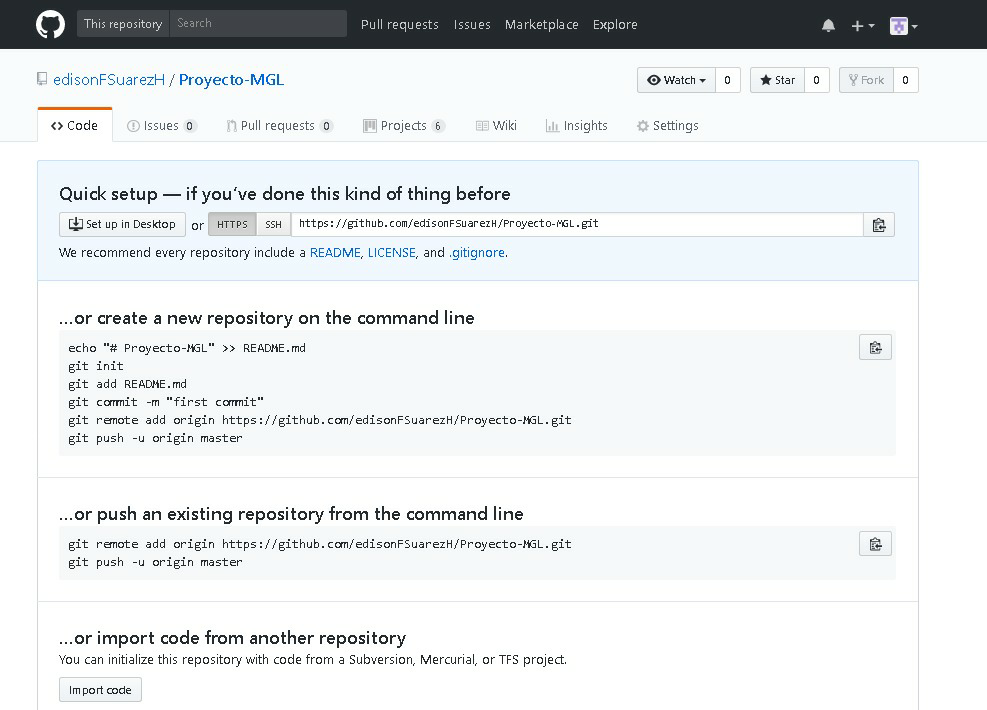 This repository Search Pull requests Issues Marketplace Explore
edisonFSuarezH / Proyecto-MGL Watch 0 Star 0 Fork 0
Code Issues 0 Pull requests 0 Projects 6 Wiki Insights Settings
Quick setup — if you've done this kind of thing before
Set up in Desktop or HTTPS SSH https://github.com/edisonFSuarezH/Proyecto-MGL.git
We recommend every repository include a README, LICENSE, and .gitignore.
…or create a new repository on the command line
echo "# Proyecto-MGL" >> README.md
git init
git add README.md
git commit -m "first commit"
git remote add origin https://github.com/edisonFSuarezH/Proyecto-MGL.git
git push -u origin master
…or push an existing repository from the command line
git remote add origin https://github.com/edisonFSuarezH/Proyecto-MGL.git
git push -u origin master
…or import code from another repository
You can initialize this repository with code from a Subversion, Mercurial, or TFS project.
Import code